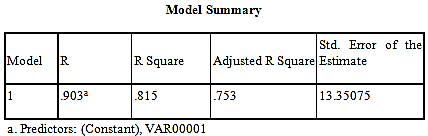 Model Summary
Model R R Square Adjusted R Square Std. Error of the Estimate
1 .903a .815 .753 13.35075
a. Predictors: (Constant), VAR00001